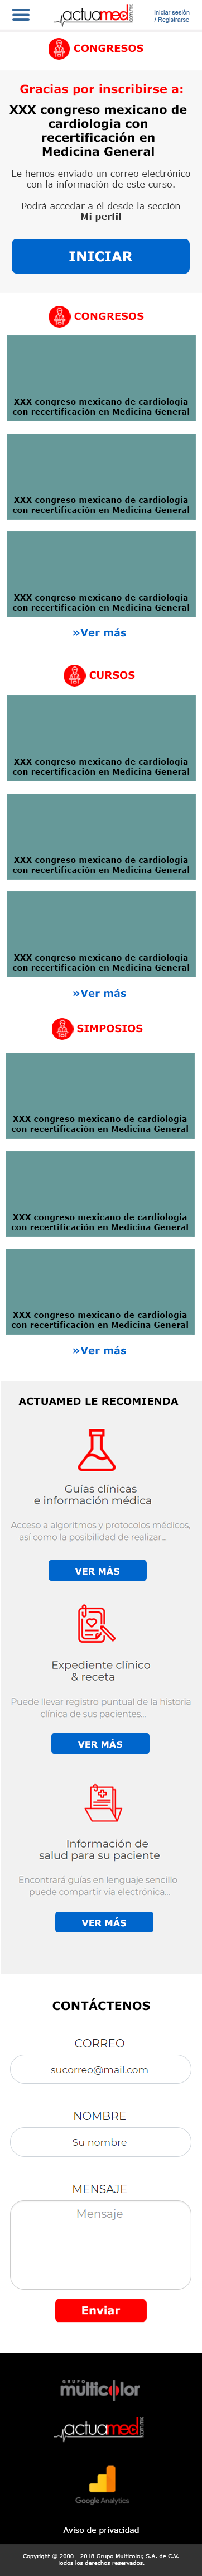 actuamed.com.mx
Iniciar sesión
/ Registrarse
CONGRESOS
Gracias por inscribirse a:
XXX congreso mexicano de
cardiologia con
recertificación en
Medicina General
Le hemos enviado un correo electrónico
con la información de este curso.
Podrá accedar a él desde la sección
Mi perfil
INICIAR
CONGRESOS
XXX congreso mexicano de cardiologia
con recertificación en Medicina General
XXX congreso mexicano de cardiologia
con recertificación en Medicina General
XXX congreso mexicano de cardiologia
con recertificación en Medicina General
»Ver más
CURSOS
XXX congreso mexicano de cardiologia
con recertificación en Medicina General
XXX congreso mexicano de cardiologia
con recertificación en Medicina General
XXX congreso mexicano de cardiologia
con recertificación en Medicina General
»Ver más
SIMPOSIOS
XXX congreso mexicano de cardiologia
con recertificación en Medicina General
XXX congreso mexicano de cardiologia
con recertificación en Medicina General
XXX congreso mexicano de cardiologia
con recertificación en Medicina General
»Ver más
ACTUAMED LE RECOMIENDA
Guías clínicas
e información médica
Acceso a algoritmos y protocolos médicos,
así como la posibilidad de realizar...
VER MÁS
Expediente clínico
& receta
Puede llevar registro puntual de la historia
clínica de sus pacientes...
VER MÁS
Información de
salud para su paciente
Encontrará guías en lenguaje sencillo
puede compartir vía electrónica...
VER MÁS
CONTÁCTENOS
CORREO
sucorreo@mail.com
NOMBRE
Su nombre
MENSAJE
Mensaje
Enviar
GRUPO
multicolor
actuamed.com.mx
Google Analytics
Aviso de privacidad
Copyright © 2000 - 2018 Grupo Multicolor, S.A. de C.V.
Todos los derechos reservados.